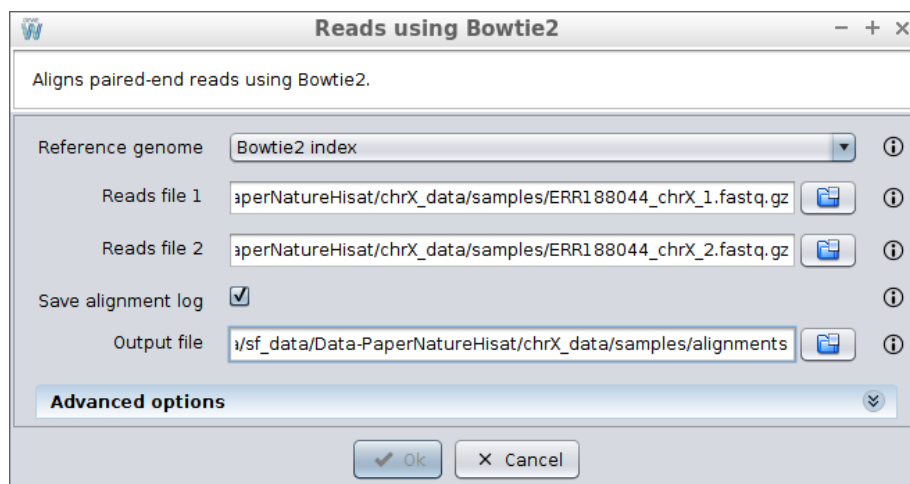 Reads using Bowtie2
Aligns paired-end reads using Bowtie2.
Reference genome Bowtie2 index
Reads file 1 aperNatureHisat/chrX_data/samples/ERR188044_chrX_1.fastq.gz
Reads file 2 aperNatureHisat/chrX_data/samples/ERR188044_chrX_2.fastq.gz
Save alignment log
Output file a/sf_data/Data-PaperNatureHisat/chrX_data/samples/alignments
Advanced options
Ok Cancel